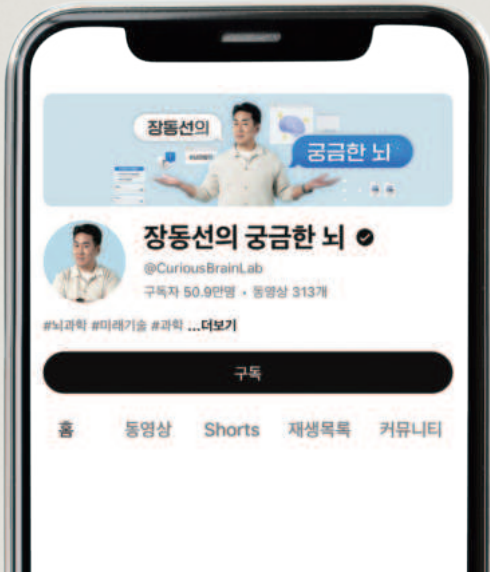 장동선의
궁금한 뇌
장동선의 궁금한 뇌
@CuriousBrainLab
구독자 50.9만명 • 동영상 313개
#뇌과학 #미래기술 #과학 ...더보기
구독
홈 동영상 Shorts 재생목록 커뮤니티